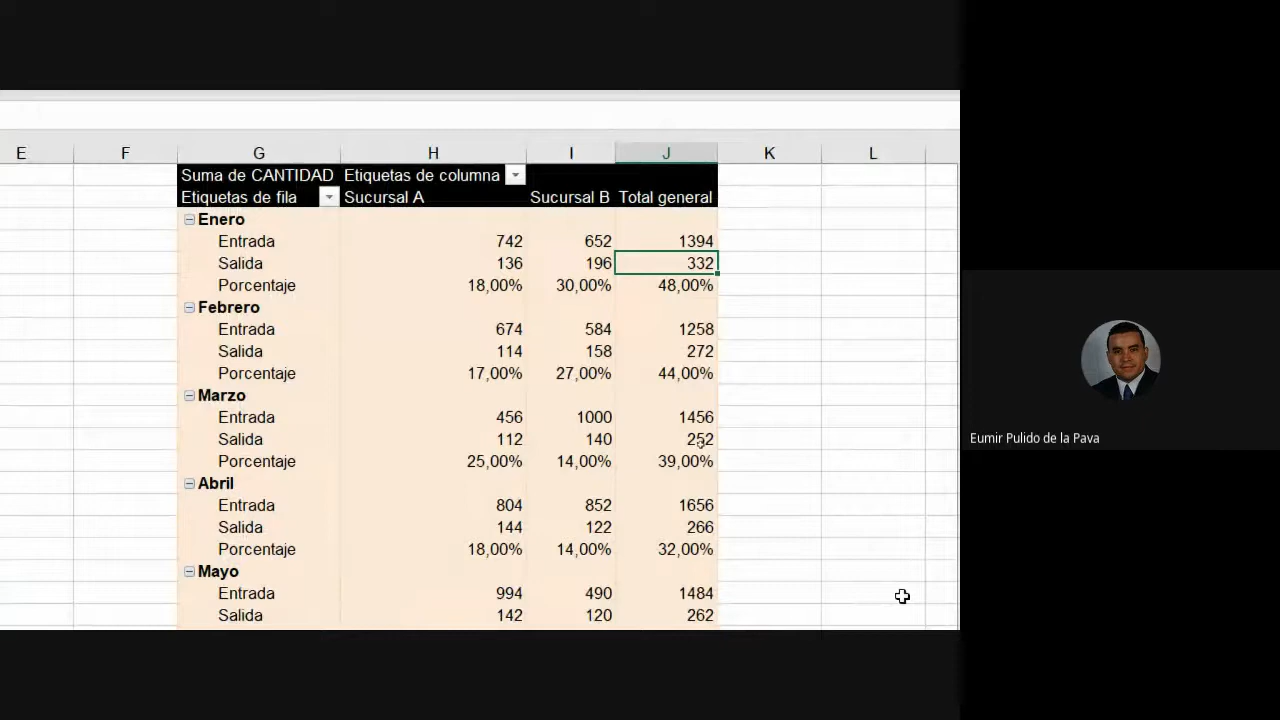 E F G H I J K L
Suma de CANTIDAD Etiquetas de columna
Etiquetas de fila Sucursal A Sucursal B Total general
Enero
Entrada 742 652 1394
Salida 136 196 332
Porcentaje 18,00% 30,00% 48,00%
Febrero
Entrada 674 584 1258
Salida 114 158 272
Porcentaje 17,00% 27,00% 44,00%
Marzo
Entrada 456 1000 1456
Salida 112 140 252
Porcentaje 25,00% 14,00% 39,00%
Abril
Entrada 804 852 1656
Salida 144 122 266
Porcentaje 18,00% 14,00% 32,00%
Mayo
Entrada 994 490 1484
Salida 142 120 262
Eumir Pulido de la Pava